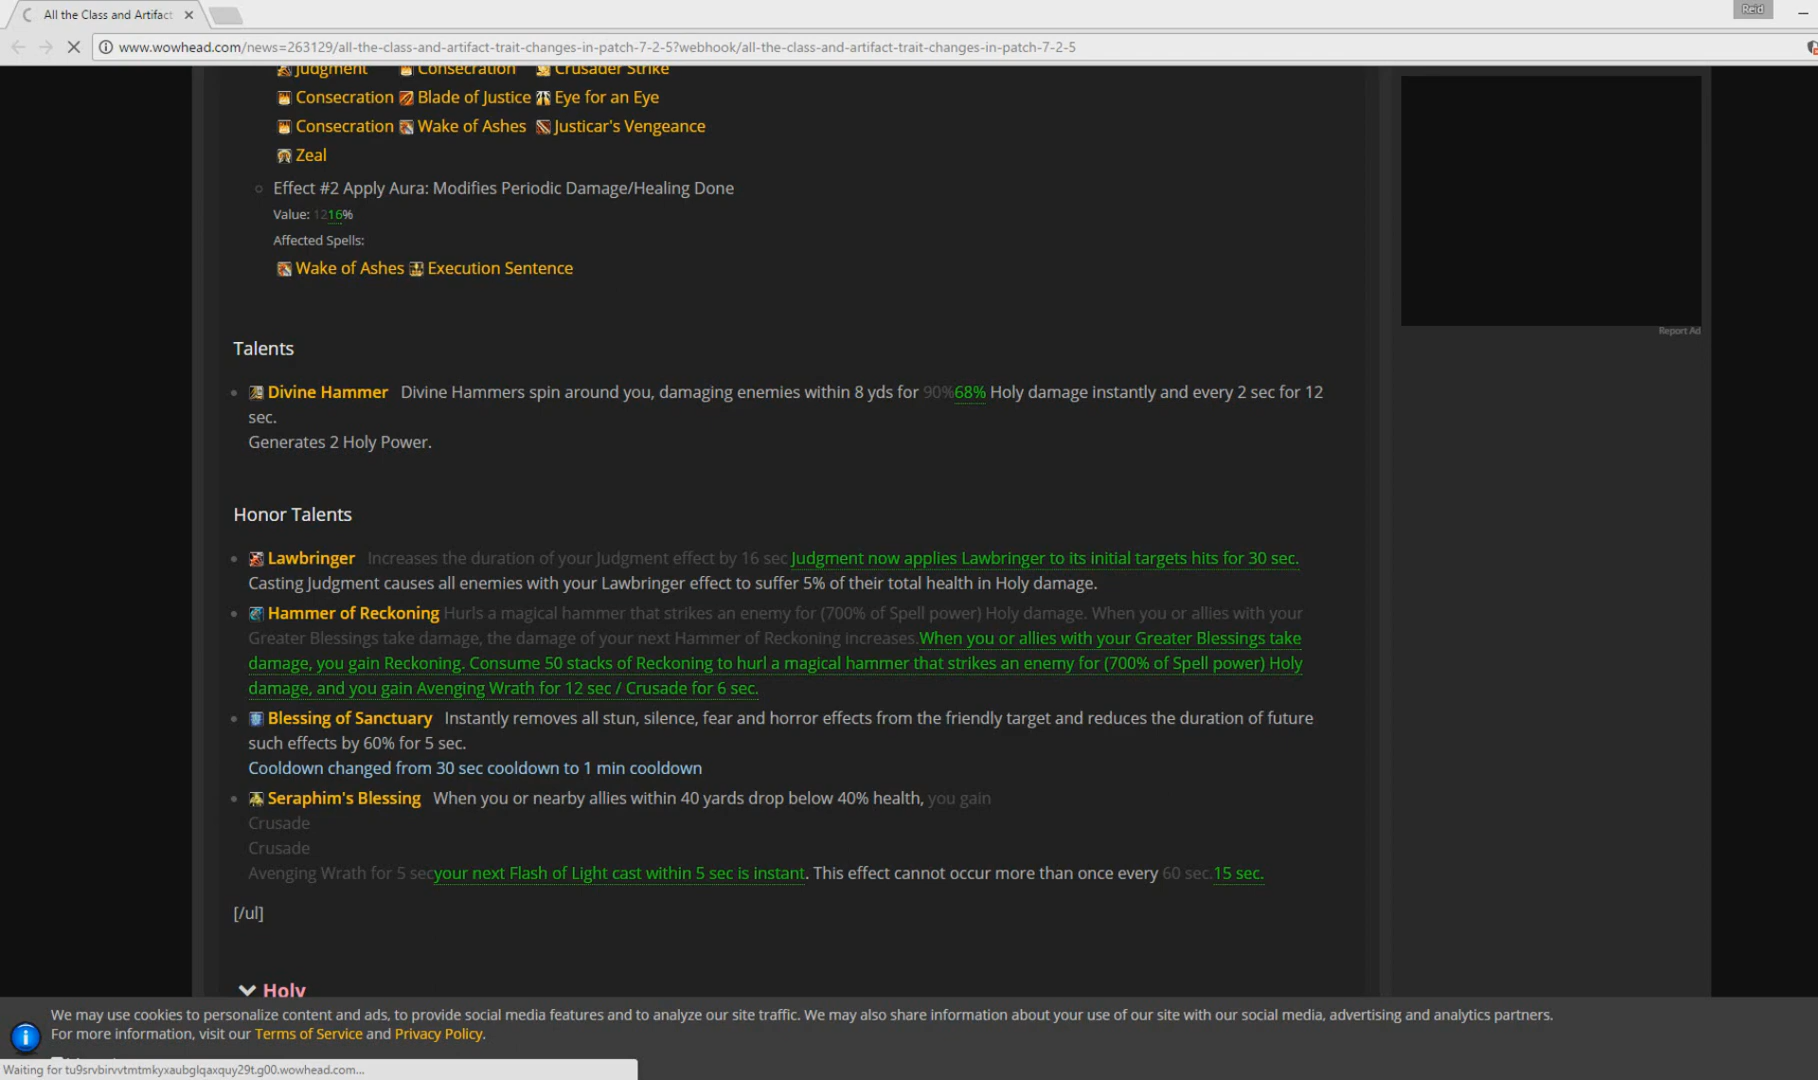 All the Class and Artifact
Reid
www.wowhead.com/news=263129/all-the-class-and-artifact-trait-changes-in-patch-7-2-5?webhook/all-the-class-and-artifact-trait-changes-in-patch-7-2-5
Judgment Consecration Crusader Strike
Consecration Blade of Justice Eye for an Eye
Consecration Wake of Ashes Justicar's Vengeance
Zeal
Effect #2 Apply Aura: Modifies Periodic Damage/Healing Done
Value: 1216%
Affected Spells:
Wake of Ashes Execution Sentence
Report Ad
Talents
Divine Hammer Divine Hammers spin around you, damaging enemies within 8 yds for 90%68% Holy damage instantly and every 2 sec for 12
sec.
Generates 2 Holy Power.
Honor Talents
Lawbringer Increases the duration of your Judgment effect by 16 sec Judgment now applies Lawbringer to its initial targets hits for 30 sec.
Casting Judgment causes all enemies with your Lawbringer effect to suffer 5% of their total health in Holy damage.
Hammer of Reckoning Hurls a magical hammer that strikes an enemy for (700% of Spell power) Holy damage. When you or allies with your
Greater Blessings take damage, the damage of your next Hammer of Reckoning increases.When you or allies with your Greater Blessings take
damage, you gain Reckoning. Consume 50 stacks of Reckoning to hurl a magical hammer that strikes an enemy for (700% of Spell power) Holy
damage, and you gain Avenging Wrath for 12 sec / Crusade for 6 sec.
Blessing of Sanctuary Instantly removes all stun, silence, fear and horror effects from the friendly target and reduces the duration of future
such effects by 60% for 5 sec.
Cooldown changed from 30 sec cooldown to 1 min cooldown
Seraphim's Blessing When you or nearby allies within 40 yards drop below 40% health, you gain
Crusade
Crusade
Avenging Wrath for 5 secyour next Flash of Light cast within 5 sec is instant. This effect cannot occur more than once every 60 sec.15 sec.
[/ul]
Holy
We may use cookies to personalize content and ads, to provide social media features and to analyze our site traffic. We may also share information about your use of our site with our social media, advertising and analytics partners.
For more information, visit our Terms of Service and Privacy Policy.